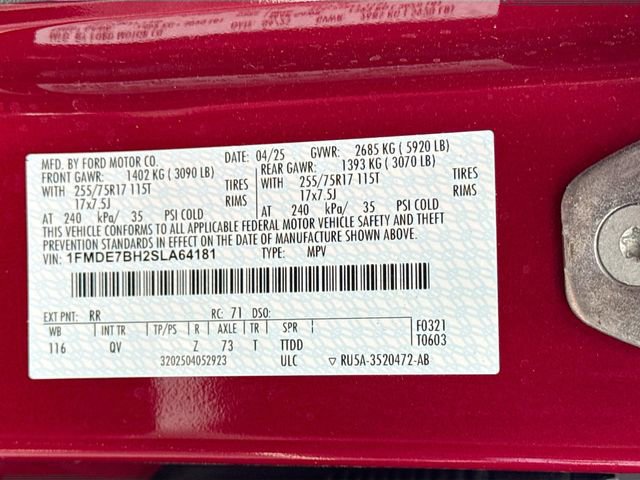 MFD. BY FORD MOTOR CO.
DATE: 04/25 GVWR: 2685 KG ( 5920 LB)
FRONT GAWR: 1402 KG ( 3090 LB) REAR GAWR: 1393 KG ( 3070 LB)
WITH 255/75R17 115T TIRES WITH 255/75R17 115T TIRES
17x7.5J RIMS 17x7.5J RIMS
AT 240 kPa/ 35 PSI COLD AT 240 kPa/ 35 PSI COLD
THIS VEHICLE CONFORMS TO ALL APPLICABLE FEDERAL MOTOR VEHICLE SAFETY AND THEFT
PREVENTION STANDARDS IN EFFECT ON THE DATE OF MANUFACTURE SHOWN ABOVE.
VIN: 1FMDE7BH2SLA64181 TYPE: MPV
EXT PNT: RR RC: 71 DSO:
WB INT TR TP/PS R AXLE TR SPR F0321
116 QV Z 73 T TTDD T0603
3202504052923 ULC ▽ RU5A-3520472-AB